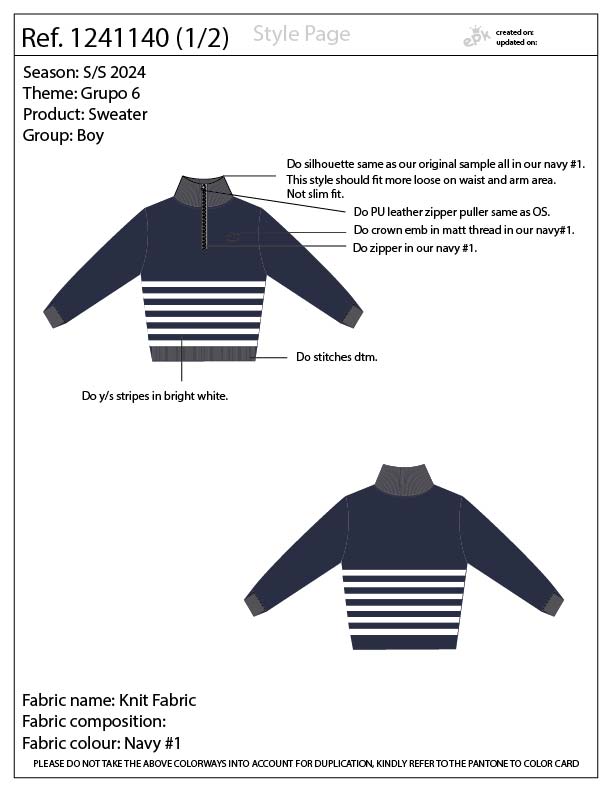 Ref. 1241140 (1/2)
Style Page
epk
created on:
updated on:
Season: S/S 2024
Theme: Grupo 6
Product: Sweater
Group: Boy
Do silhouette same as our original sample all in our navy #1.
This style should fit more loose on waist and arm area.
Not slim fit.
Do PU leather zipper puller same as OS.
Do crown emb in matt thread in our navy#1.
Do zipper in our navy #1.
Do stitches dtm.
Do y/s stripes in bright white.
Fabric name: Knit Fabric
Fabric composition:
Fabric colour: Navy #1
PLEASE DO NOT TAKE THE ABOVE COLORWAYS INTO ACCOUNT FOR DUPLICATION, KINDLY REFER TO THE PANTONE TO COLOR CARD